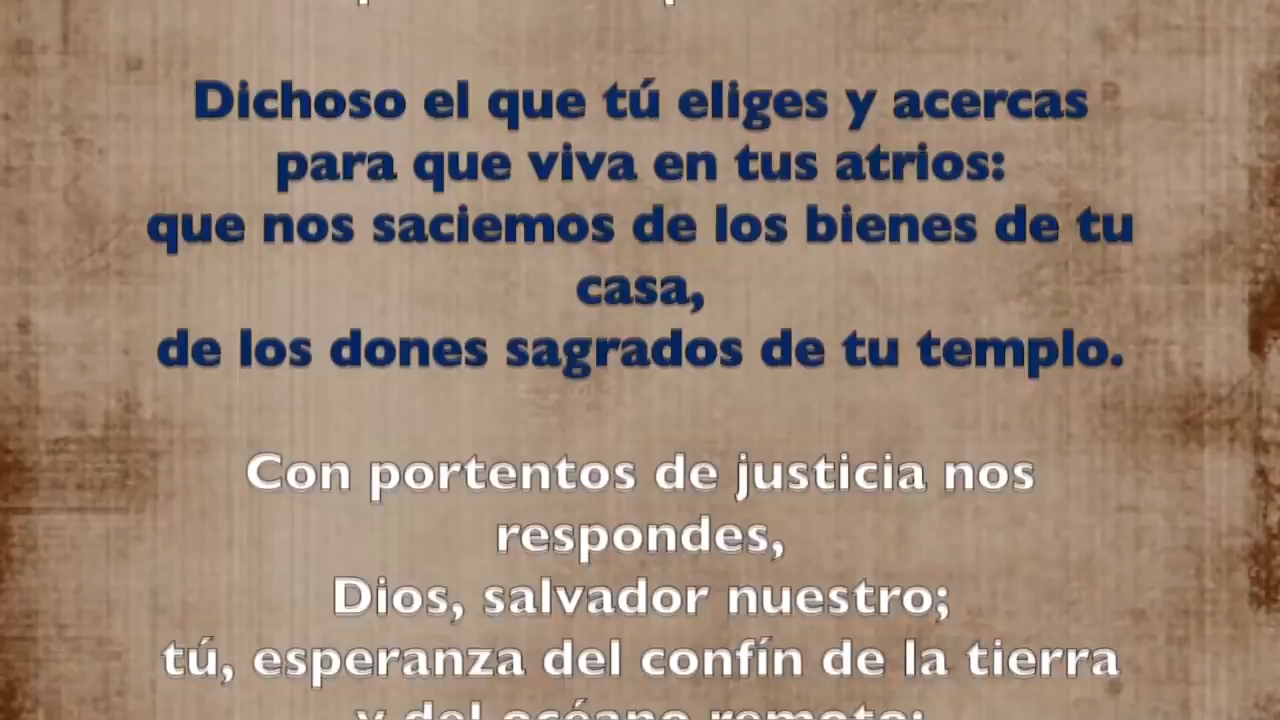 Dichoso el que tú eliges y acercas
para que viva en tus atrios:
que nos saciemos de los bienes de tu
casa,
de los dones sagrados de tu templo.
Con portentos de justicia nos
respondes,
Dios, salvador nuestro;
tú, esperanza del confín de la tierra
y del océano remoto;